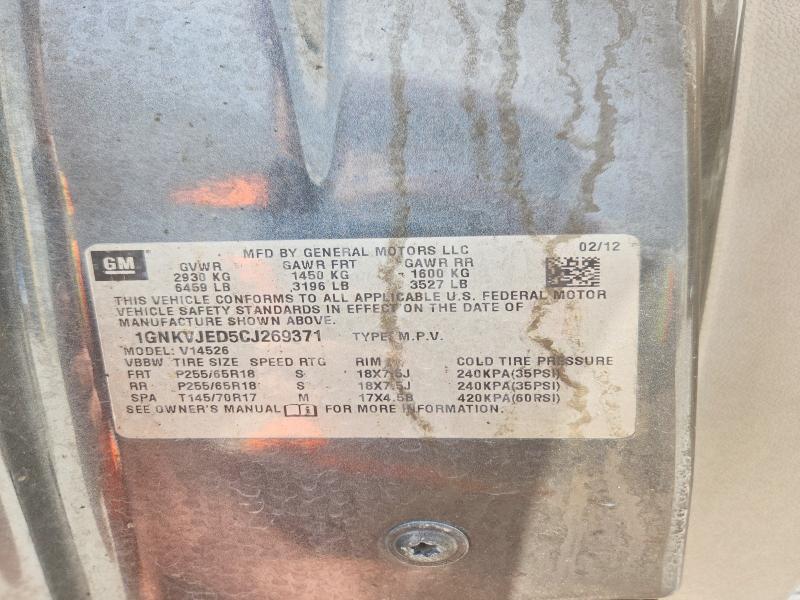 GM
MFD BY GENERAL MOTORS LLC 02/12
GVWR GAWR FRT GAWR RR
2930 KG 1450 KG 1600 KG
6459 LB 3196 LB 3527 LB
THIS VEHICLE CONFORMS TO ALL APPLICABLE U.S. FEDERAL MOTOR
VEHICLE SAFETY STANDARDS IN EFFECT ON THE DATE OF
MANUFACTURE SHOWN ABOVE.
1GNKVJED5CJ269371 TYPE: M.P.V.
MODEL: V14526
VBBW TIRE SIZE SPEED RTG RIM COLD TIRE PRESSURE
FRT P255/65R18 S 18X7.5J 240KPA(35PSI)
RR P255/65R18 S 18X7.5J 240KPA(35PSI)
SPA T145/70R17 M 17X4.5B 420KPA(60PSI)
SEE OWNER'S MANUAL FOR MORE INFORMATION.